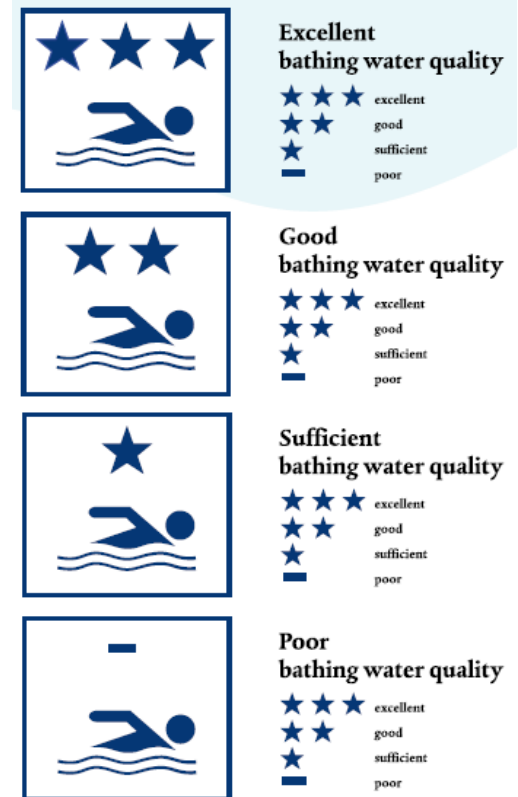 Excellent
bathing water quality
excellent
good
sufficient
poor
Good
bathing water quality
excellent
good
sufficient
poor
Sufficient
bathing water quality
excellent
good
sufficient
poor
Poor
bathing water quality
excellent
good
sufficient
poor